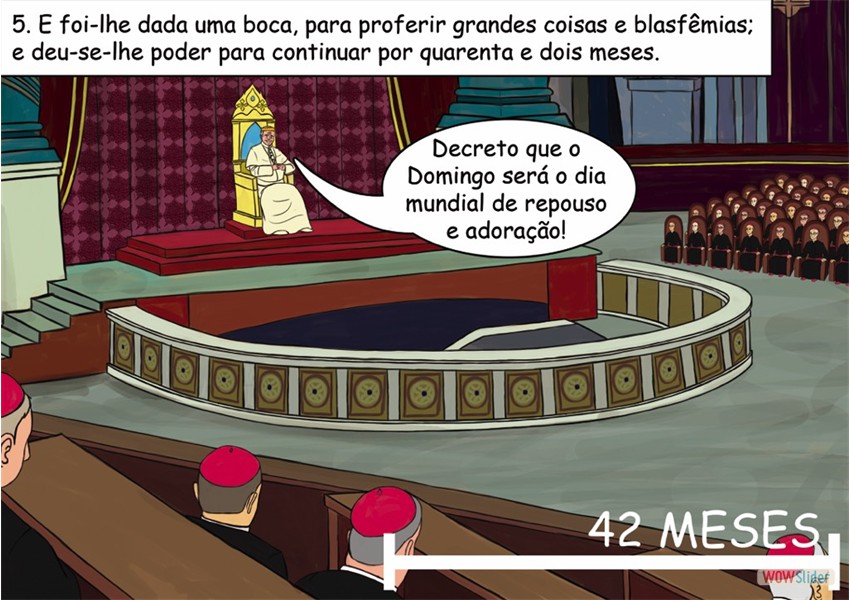 5. E foi-lhe dada uma boca, para proferir grandes coisas e blasfêmias;
e deu-se-lhe poder para continuar por quarenta e dois meses.
Decreto que o
Domingo será o dia
mundial de repouso
e adoração!
42 MESES
WOWSlider